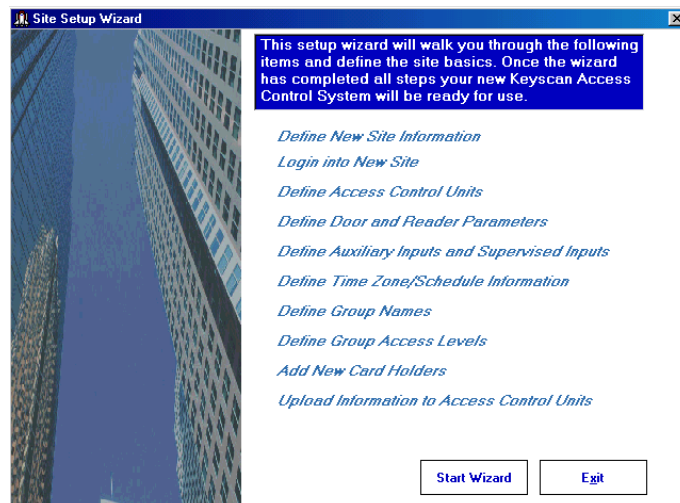 Site Setup Wizard
This setup wizard will walk you through the following
items and define the site basics. Once the wizard
has completed all steps your new Keyscan Access
Control System will be ready for use.
Define New Site Information
Login into New Site
Define Access Control Units
Define Door and Reader Parameters
Define Auxiliary Inputs and Supervised Inputs
Define Time Zone/Schedule Information
Define Group Names
Define Group Access Levels
Add New Card Holders
Upload Information to Access Control Units
Start Wizard Exit